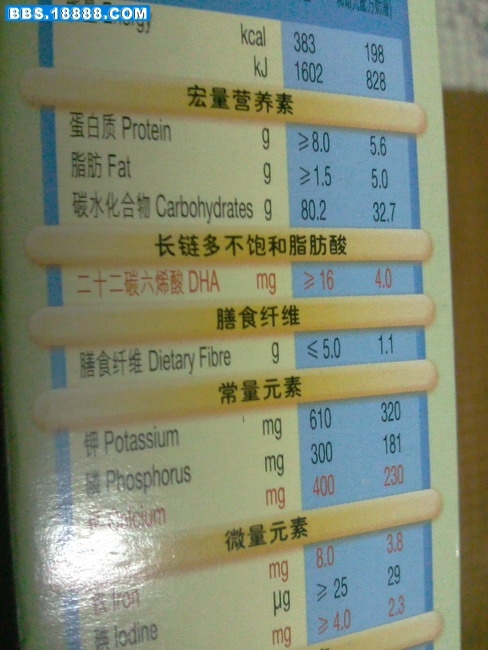 BBS.18888.COM
Energy kcal 383 198
kJ 1602 828
宏量营养素
蛋白质 Protein g ≥8.0 5.6
脂肪 Fat g ≥1.5 5.0
碳水化合物 Carbohydrates g 80.2 32.7
长链多不饱和脂肪酸
二十二碳六烯酸 DHA mg ≥16 4.0
膳食纤维
膳食纤维 Dietary Fibre g ≤5.0 1.1
常量元素
钾 Potassium mg 610 320
磷 Phosphorus mg 300 181
钙 Calcium mg 400 230
微量元素
铁 Iron mg 8.0 3.8
碘 Iodine μg ≥25 29
mg ≥4.0 2.3